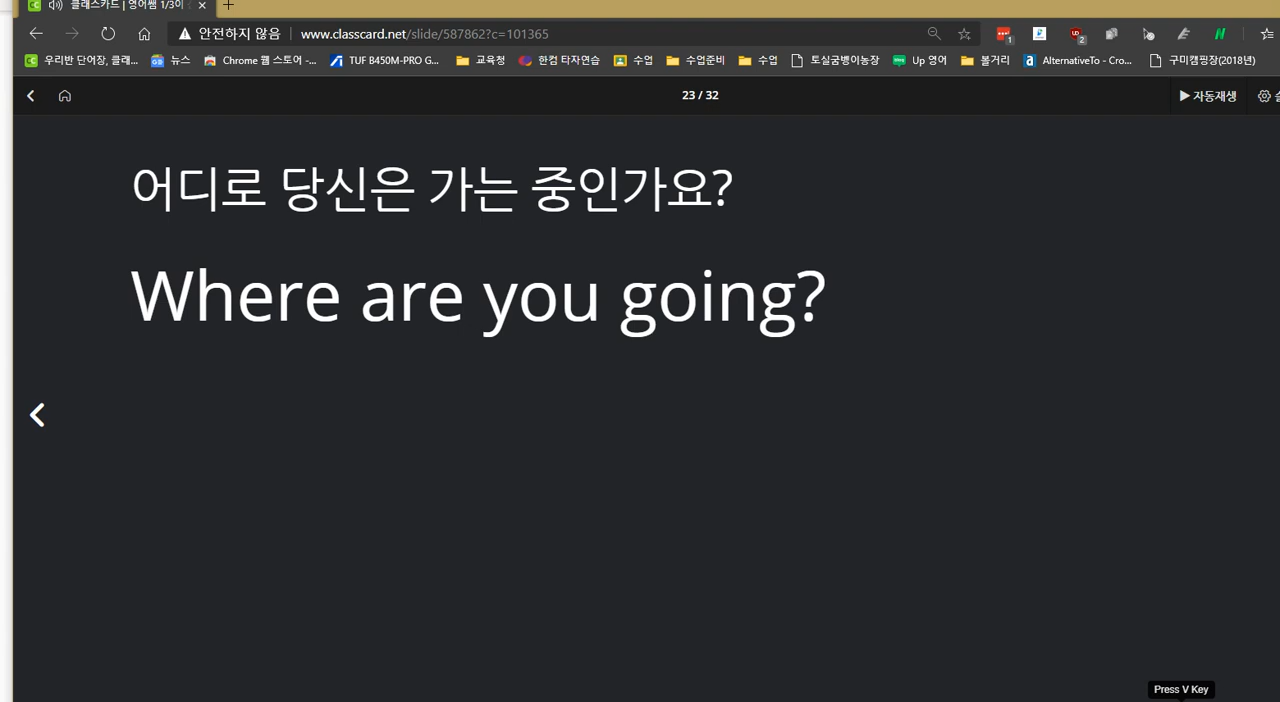 클래스카드 | 영어쌤 1/3이
안전하지 않음 www.classcard.net/slide/587862?c=101365
우리반 단어장, 클래... 뉴스 Chrome 웹 스토어 -... TUF B450M-PRO G... 교육청 한컴 타자연습 수업 수업준비 수업 토실굼벵이농장 Up 영어 볼거리 AlternativeTo - Cro... 구미캠핑장(2018년)
23 / 32 자동재생
어디로 당신은 가는 중인가요?
Where are you going?
Press V Key